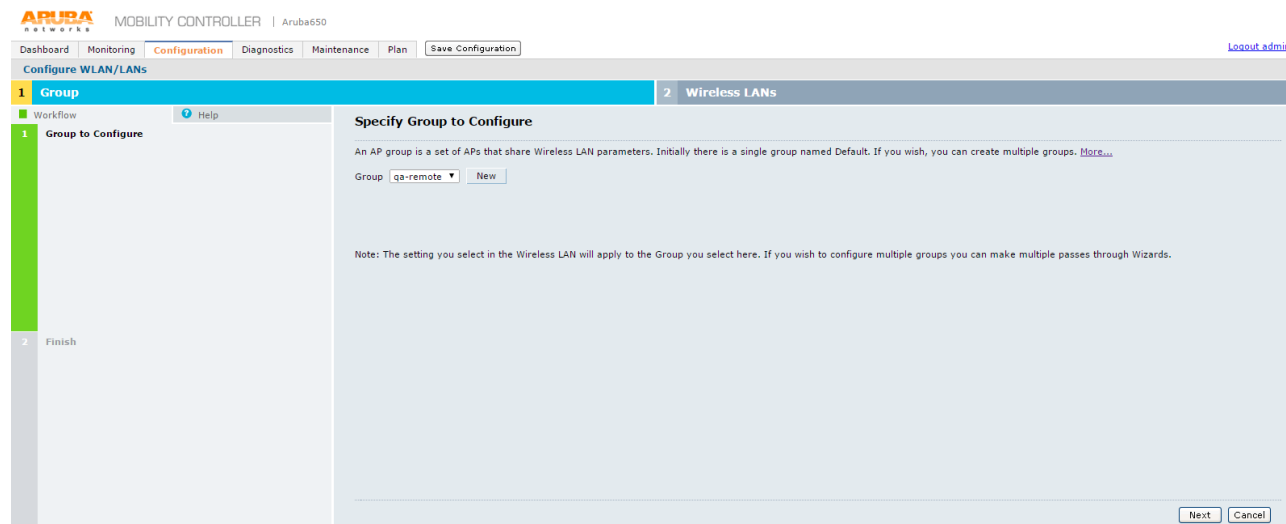 ARUBA networks MOBILITY CONTROLLER | Aruba650
Dashboard Monitoring Configuration Diagnostics Maintenance Plan Save Configuration Logout admi
Configure WLAN/LANs
1 Group 2 Wireless LANs
Workflow Help
1 Group to Configure
Specify Group to Configure
An AP group is a set of APs that share Wireless LAN parameters. Initially there is a single group named Default. If you wish, you can create multiple groups. More...
Group qa-remote New
Note: The setting you select in the Wireless LAN will apply to the Group you select here. If you wish to configure multiple groups you can make multiple passes through Wizards.
2 Finish
Next Cancel